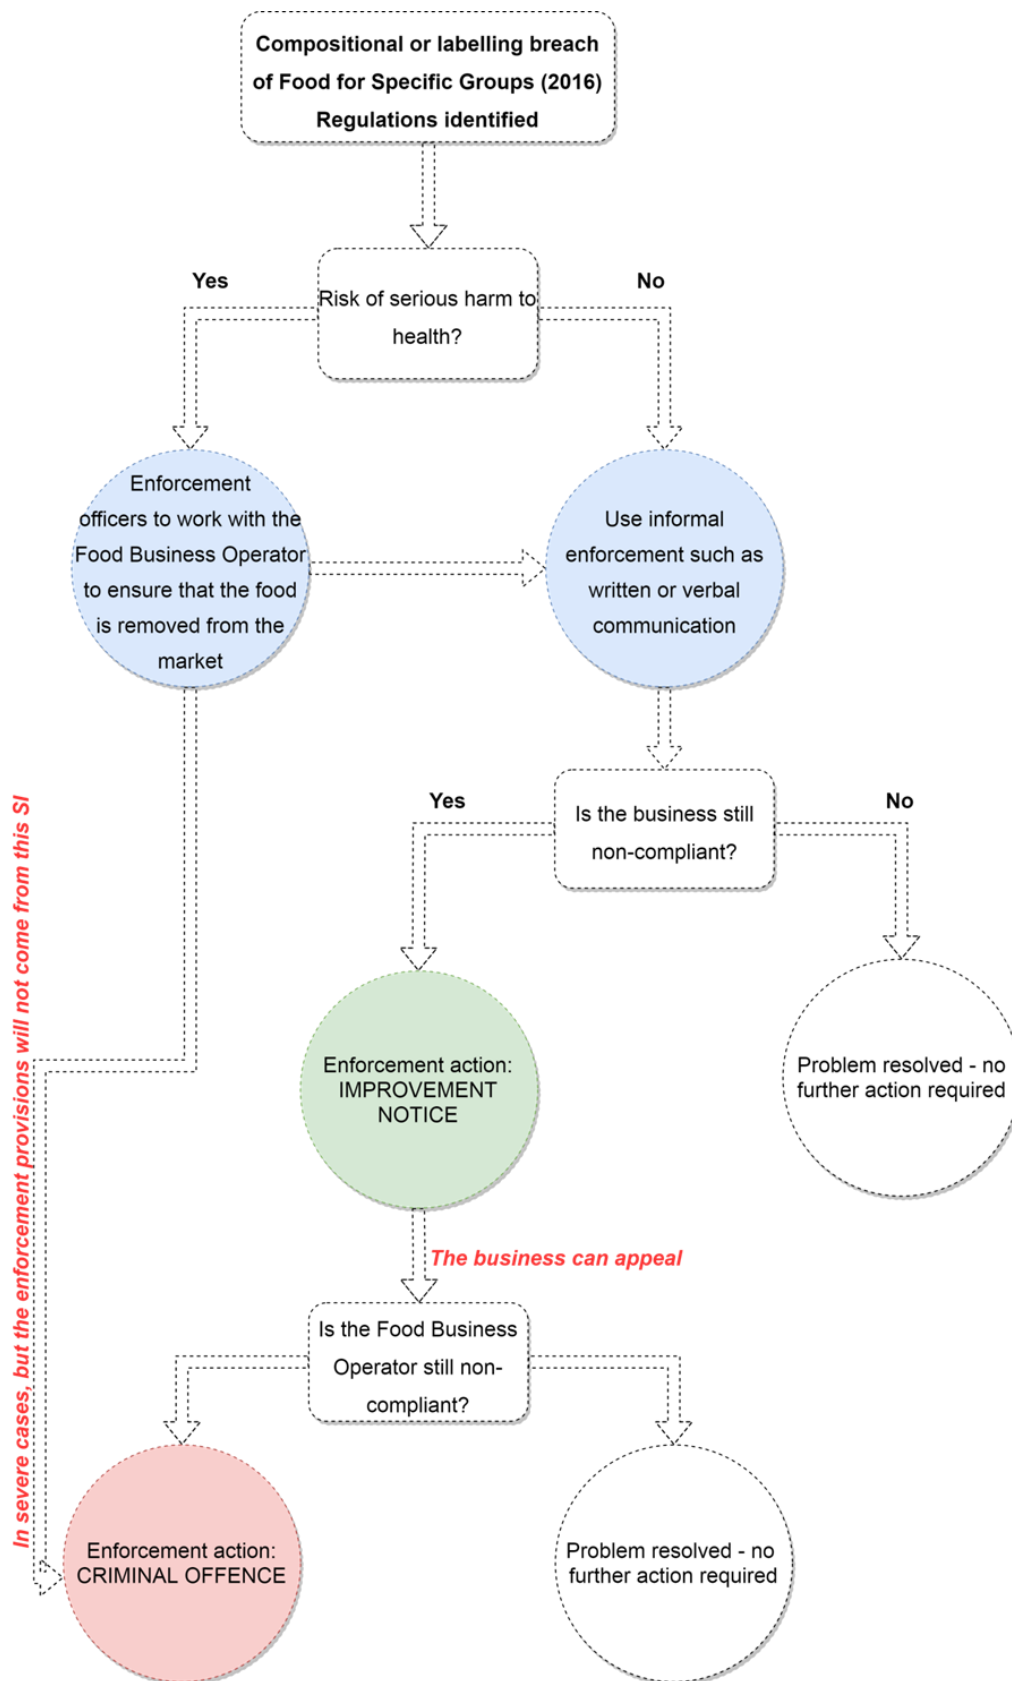 Compositional or labelling breach
of Food for Specific Groups (2016)
Regulations identified
Yes
No
Risk of serious harm to
health?
Enforcement
officers to work with the
Food Business Operator
to ensure that the food
is removed from the
market
Use informal
enforcement such as
written or verbal
communication
Is the business still
non-compliant?
Yes
No
In severe cases, but the enforcement provisions will not come from this SI
Enforcement action:
IMPROVEMENT
NOTICE
Problem resolved - no
further action required
The business can appeal
Is the Food Business
Operator still non-
compliant?
Enforcement action:
CRIMINAL OFFENCE
Problem resolved - no
further action required